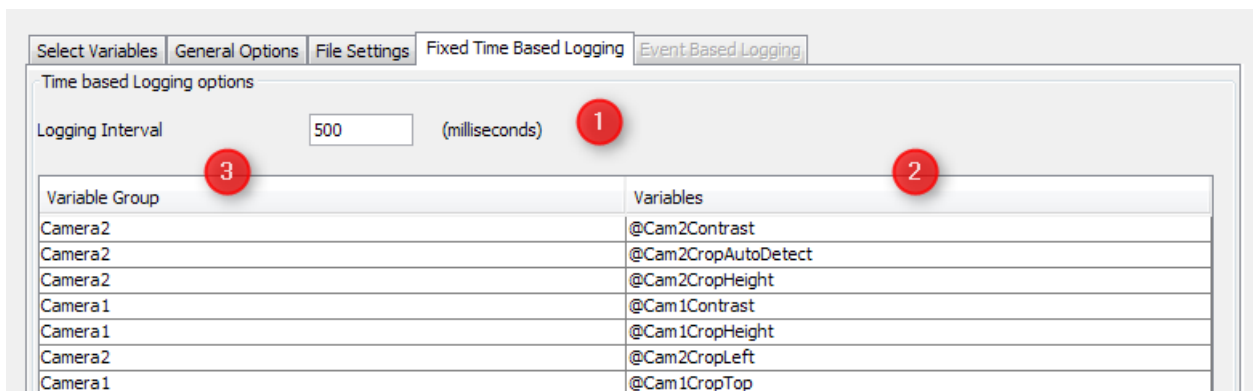 Select Variables General Options File Settings Fixed Time Based Logging Event Based Logging
Time based Logging options
Logging Interval 500 (milliseconds) 1
3 2
Variable Group Variables
Camera2 @Cam2Contrast
Camera2 @Cam2CropAutoDetect
Camera2 @Cam2CropHeight
Camera1 @Cam1Contrast
Camera1 @Cam1CropHeight
Camera2 @Cam2CropLeft
Camera1 @Cam1CropTop